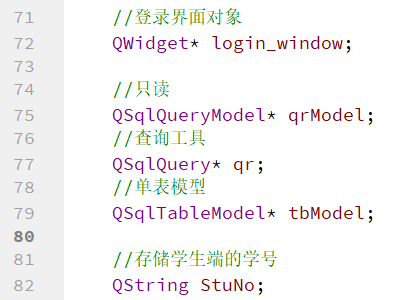 71 //登录界面对象
72 QWidget* login_window;
73
74 //只读
75 QSqlQueryModel* qrModel;
76 //查询工具
77 QSqlQuery* qr;
78 //单表模型
79 QSqlTableModel* tbModel;
80
81 //存储学生端的学号
82 QString StuNo;